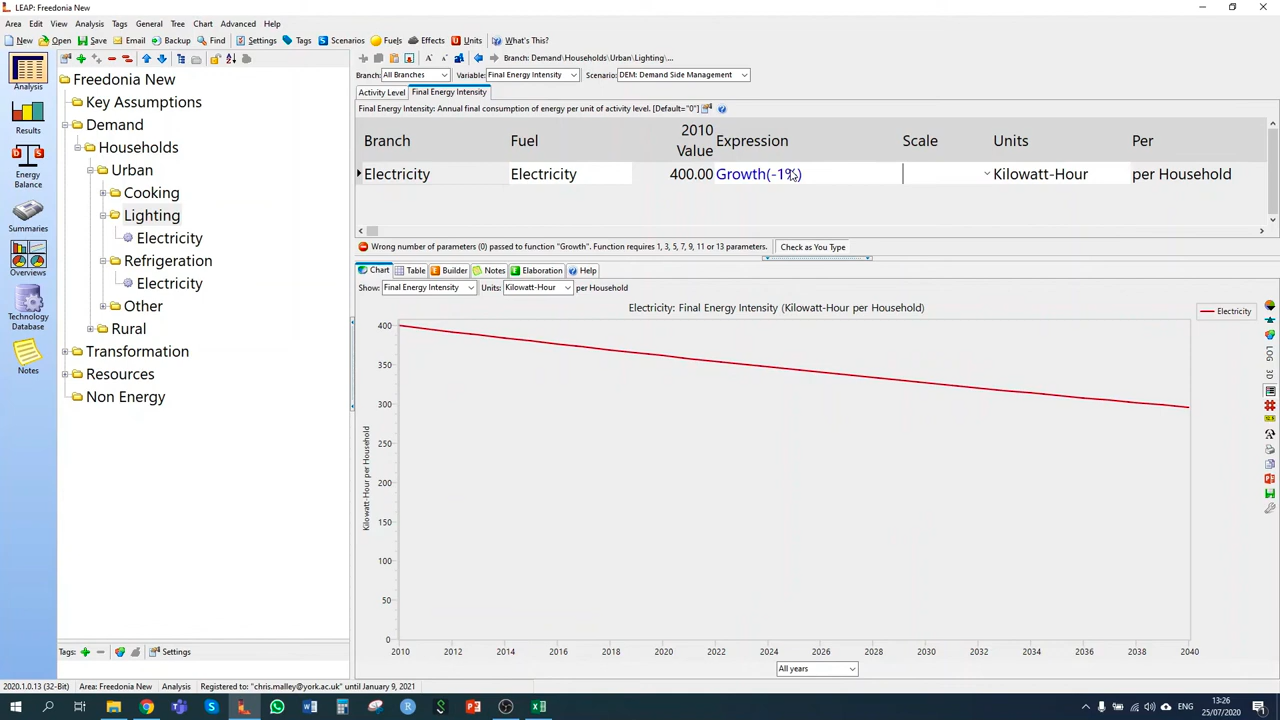 LEAP: Freedonia New
Area Edit View Analysis Tags General Tree Chart Advanced Help
New Open Save Email Backup Find Settings Tags Scenarios Fuels Effects Units What's This?
Branch: Demand\Households\Urban\Lighting\...
Branch: All Branches Variable: Final Energy Intensity Scenario: DEM: Demand Side Management
Activity Level Final Energy Intensity
Final Energy Intensity: Annual final consumption of energy per unit of activity level. [Default="0"]
Branch Fuel 2010 Value Expression Scale Units Per
Electricity Electricity 400.00 Growth(-1%) Kilowatt-Hour per Household
Wrong number of parameters (0) passed to function "Growth". Function requires 1, 3, 5, 7, 9, 11 or 13 parameters. Check as You Type
Chart Table Builder Notes Elaboration Help
Show: Final Energy Intensity Units: Kilowatt-Hour per Household
Electricity: Final Energy Intensity (Kilowatt-Hour per Household)
Electricity
Kilowatt-Hour per Household
400
350
300
250
200
150
100
50
0
2010 2012 2014 2016 2018 2020 2022 2024 2026 2028 2030 2032 2034 2036 2038 2040
All years
LOG
3D
Analysis
Results
Energy Balance
Summaries
Overviews
Technology Database
Notes
Freedonia New
Key Assumptions
Demand
Households
Urban
Cooking
Lighting
Electricity
Refrigeration
Electricity
Other
Rural
Transformation
Resources
Non Energy
Tags: Settings
2020.1.0.13 (32-Bit) Area: Freedonia New Analysis Registered to: "chris.malley@york.ac.uk" until January 9, 2021
ENG 13:26
25/07/2020